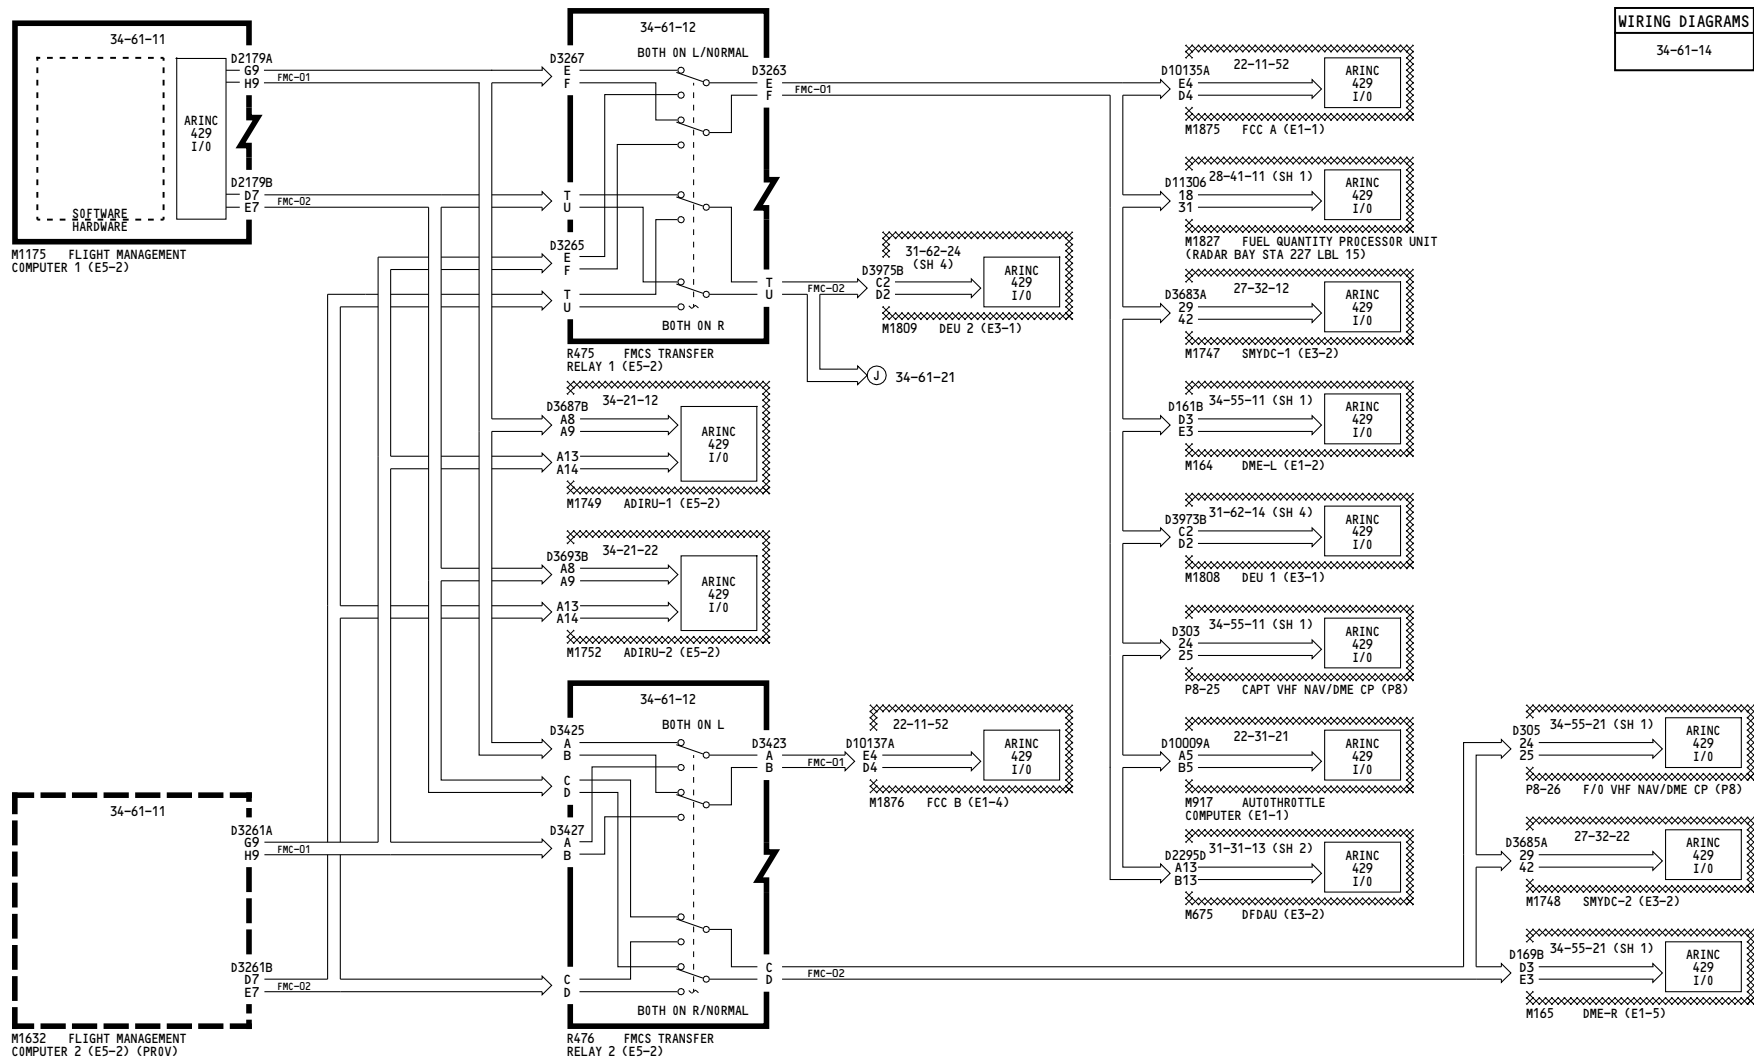 WIRING DIAGRAMS
34-61-14
34-61-11
D2179A
G9
H9
FMC-01
ARINC
429
I/O
D2179B
D7
E7
FMC-02
SOFTWARE
HARDWARE
M1175 FLIGHT MANAGEMENT
COMPUTER 1 (E5-2)
34-61-12
BOTH ON L/NORMAL
D3267
E
F
T
U
D3265
E
F
T
U
D3263
E
F
FMC-01
T
U
FMC-02
BOTH ON R
R475 FMCS TRANSFER
RELAY 1 (E5-2)
31-62-24
(SH 4)
D3975B
C2
D2
ARINC
429
I/O
M1809 DEU 2 (E3-1)
J 34-61-21
34-21-12
D3687B
A8
A9
A13
A14
ARINC
429
I/O
M1749 ADIRU-1 (E5-2)
34-21-22
D3693B
A8
A9
A13
A14
ARINC
429
I/O
M1752 ADIRU-2 (E5-2)
34-61-12
BOTH ON L
D3425
A
B
C
D
D3427
A
B
C
D
D3423
A
B
FMC-01
C
D
FMC-02
BOTH ON R/NORMAL
R476 FMCS TRANSFER
RELAY 2 (E5-2)
22-11-52
D10137A
E4
D4
ARINC
429
I/O
M1876 FCC B (E1-4)
34-61-11
D3261A
G9
H9
FMC-01
D3261B
D7
E7
FMC-02
M1632 FLIGHT MANAGEMENT
COMPUTER 2 (E5-2) (PROV)
22-11-52
D10135A
E4
D4
ARINC
429
I/O
M1875 FCC A (E1-1)
28-41-11 (SH 1)
D11306
18
31
ARINC
429
I/O
M1827 FUEL QUANTITY PROCESSOR UNIT
(RADAR BAY STA 227 LBL 15)
27-32-12
D3683A
29
42
ARINC
429
I/O
M1747 SMYDC-1 (E3-2)
34-55-11 (SH 1)
D161B
D3
E3
ARINC
429
I/O
M164 DME-L (E1-2)
31-62-14 (SH 4)
D3973B
C2
D2
ARINC
429
I/O
M1808 DEU 1 (E3-1)
34-55-11 (SH 1)
D303
24
25
ARINC
429
I/O
P8-25 CAPT VHF NAV/DME CP (P8)
22-31-21
D10009A
A5
B5
ARINC
429
I/O
M917 AUTOTHROTTLE
COMPUTER (E1-1)
31-31-13 (SH 2)
D2295D
A13
B13
ARINC
429
I/O
M675 DFDAU (E3-2)
34-55-21 (SH 1)
D305
24
25
ARINC
429
I/O
P8-26 F/O VHF NAV/DME CP (P8)
27-32-22
D3685A
29
42
ARINC
429
I/O
M1748 SMYDC-2 (E3-2)
34-55-21 (SH 1)
D169B
D3
E3
ARINC
429
I/O
M165 DME-R (E1-5)